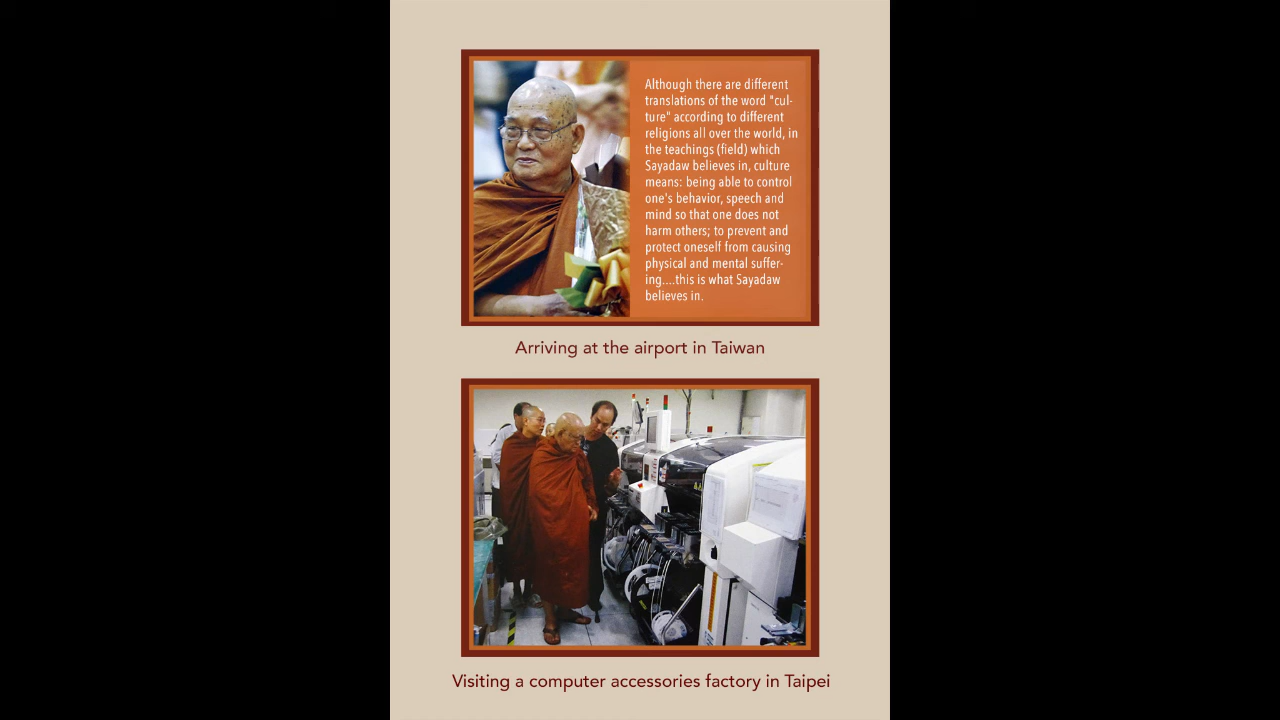 Although there are different
translations of the word "cul-
ture" according to different
religions all over the world, in
the teachings (field) which
Sayadaw believes in, culture
means: being able to control
one's behavior, speech and
mind so that one does not
harm others; to prevent and
protect oneself from causing
physical and mental suffer-
ing....this is what Sayadaw
believes in.
Arriving at the airport in Taiwan
Visiting a computer accessories factory in Taipei